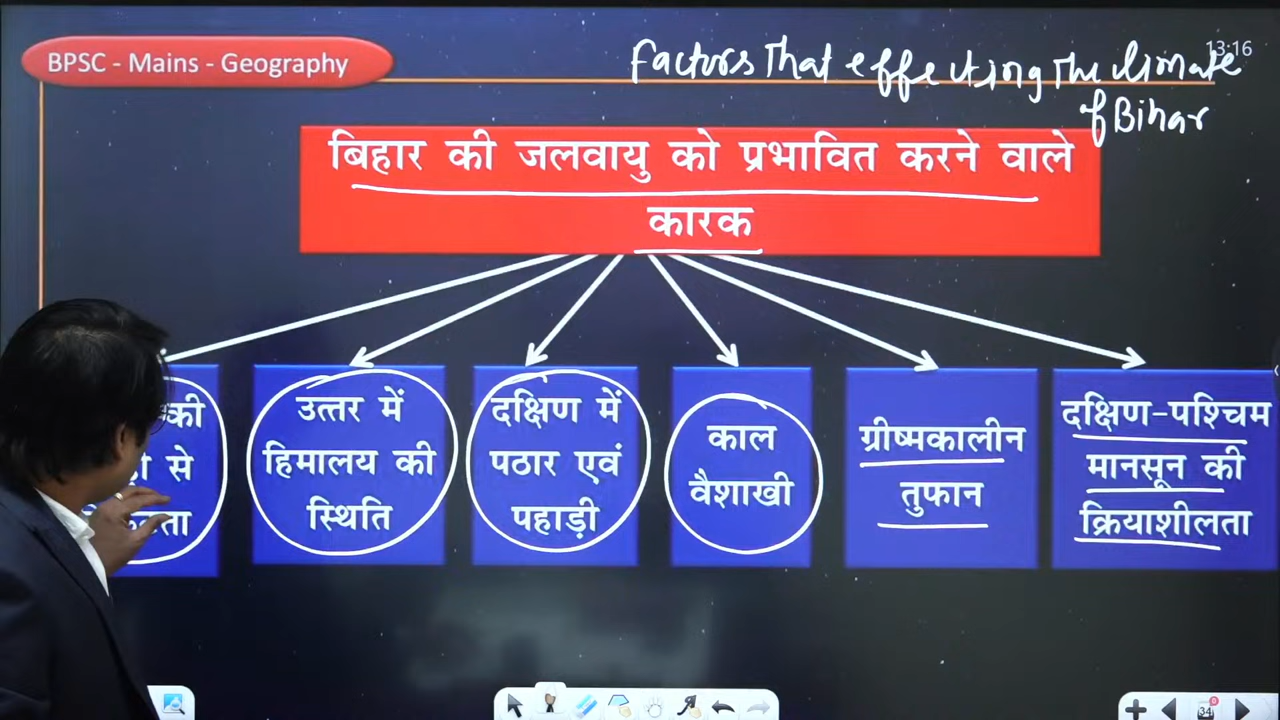 BPSC - Mains - Geography
13:16
Factors That effecting The climate
of Bihar
बिहार की जलवायु को प्रभावित करने वाले
कारक
की
से
उत्तर में
हिमालय की
स्थिति
दक्षिण में
पठार एवं
पहाड़ी
काल
वैशाखी
ग्रीष्मकालीन
तुफान
दक्षिण-पश्चिम
मानसून की
क्रियाशीलता
34